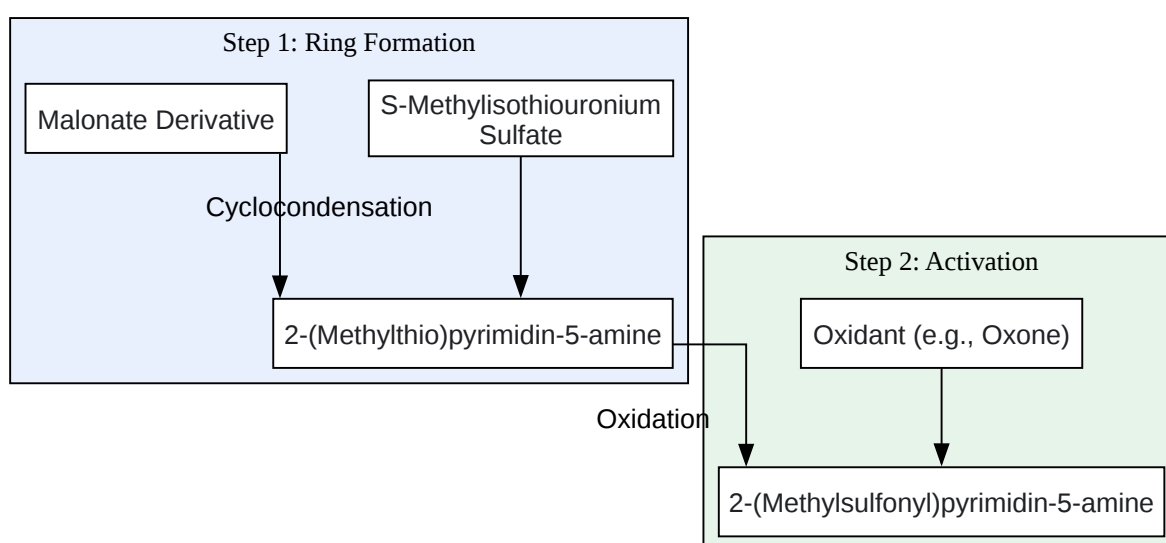 Step 1: Ring Formation
Malonate Derivative
S-Methylisothiouronium
Sulfate
Cyclocondensation
2-(Methylthio)pyrimidin-5-amine
Step 2: Activation
Oxidant (e.g., Oxone)
Oxidation
2-(Methylsulfonyl)pyrimidin-5-amine